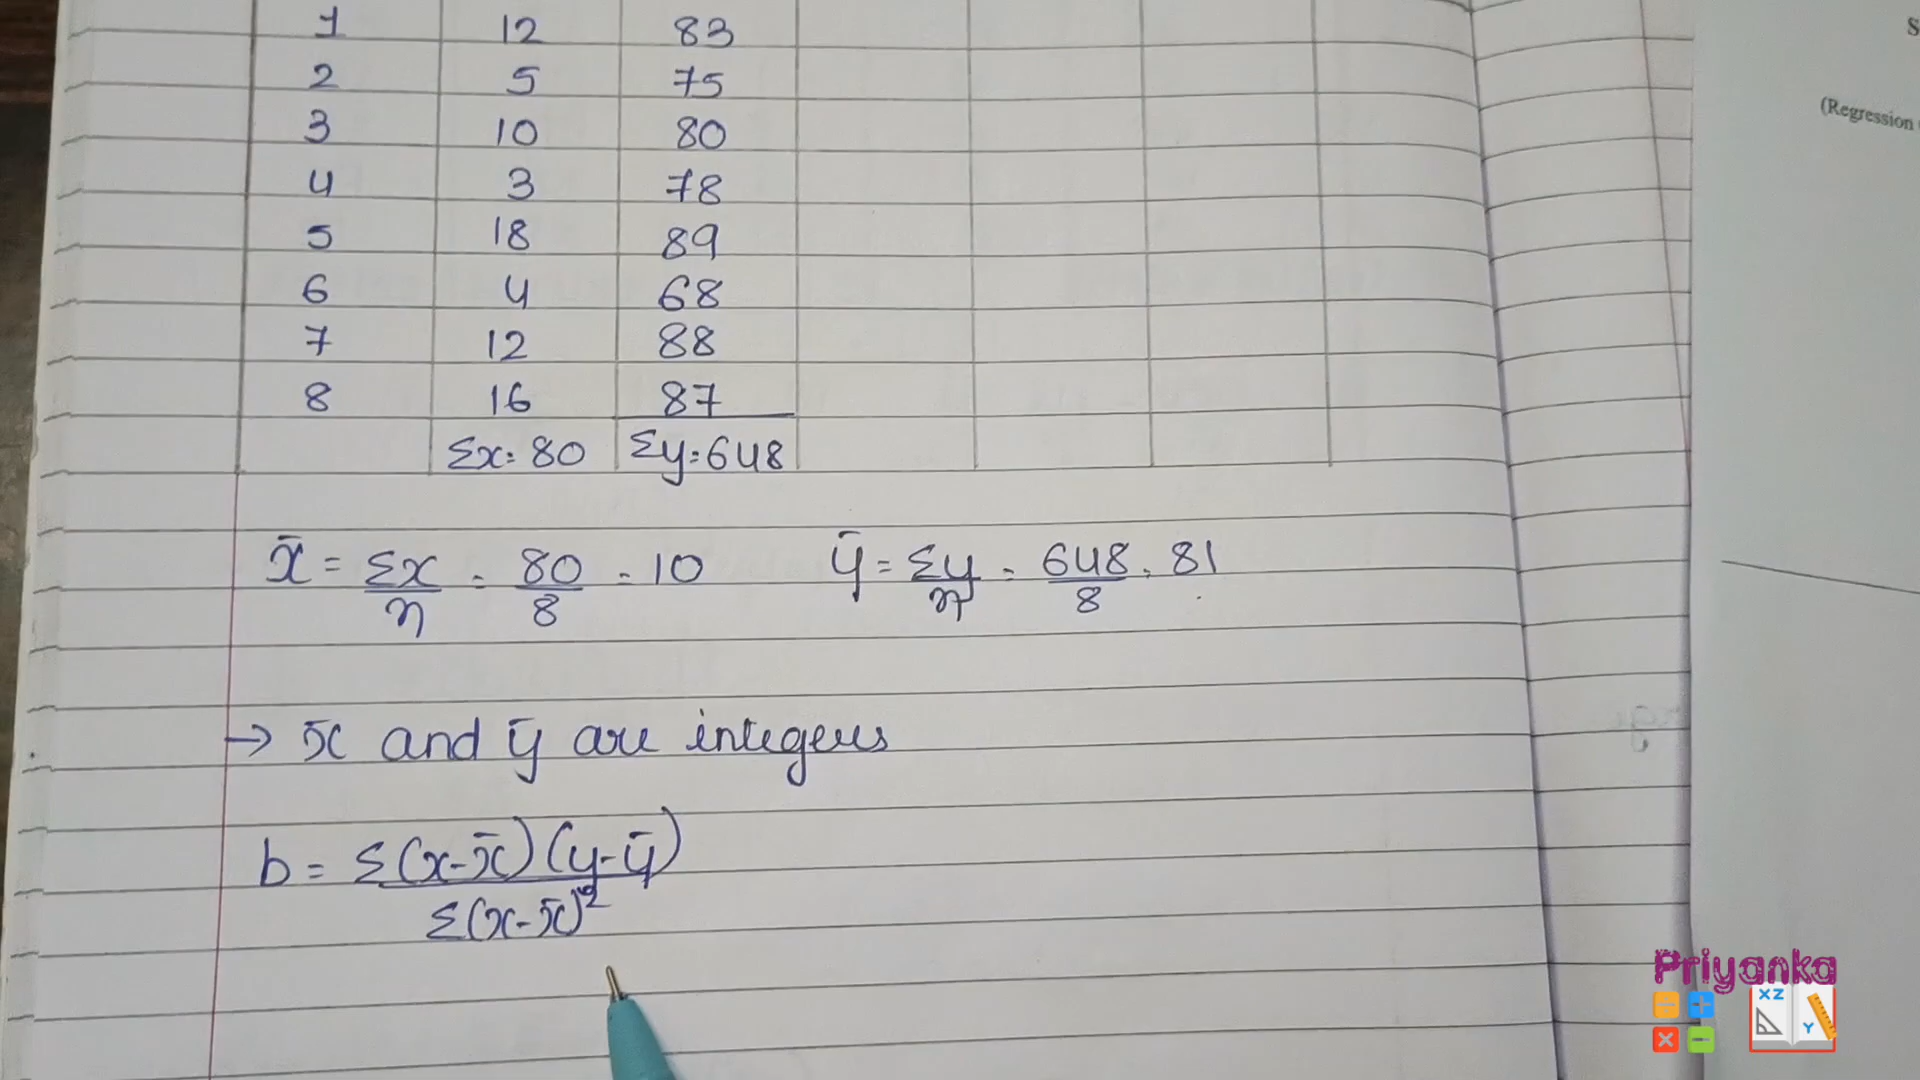 1 12 83
2 5 75
3 10 80
4 3 78
5 18 89
6 4 68
7 12 88
8 16 87
Σx = 80 Σy = 648
x̄ = Σx/n = 80/8 = 10 ȳ = Σy/n = 648/8 = 81
→ x̄ and ȳ are integers
b = Σ(x-x̄)(y-ȳ)/Σ(x-x̄)²
(Regression
Priyanka
XZ
Y